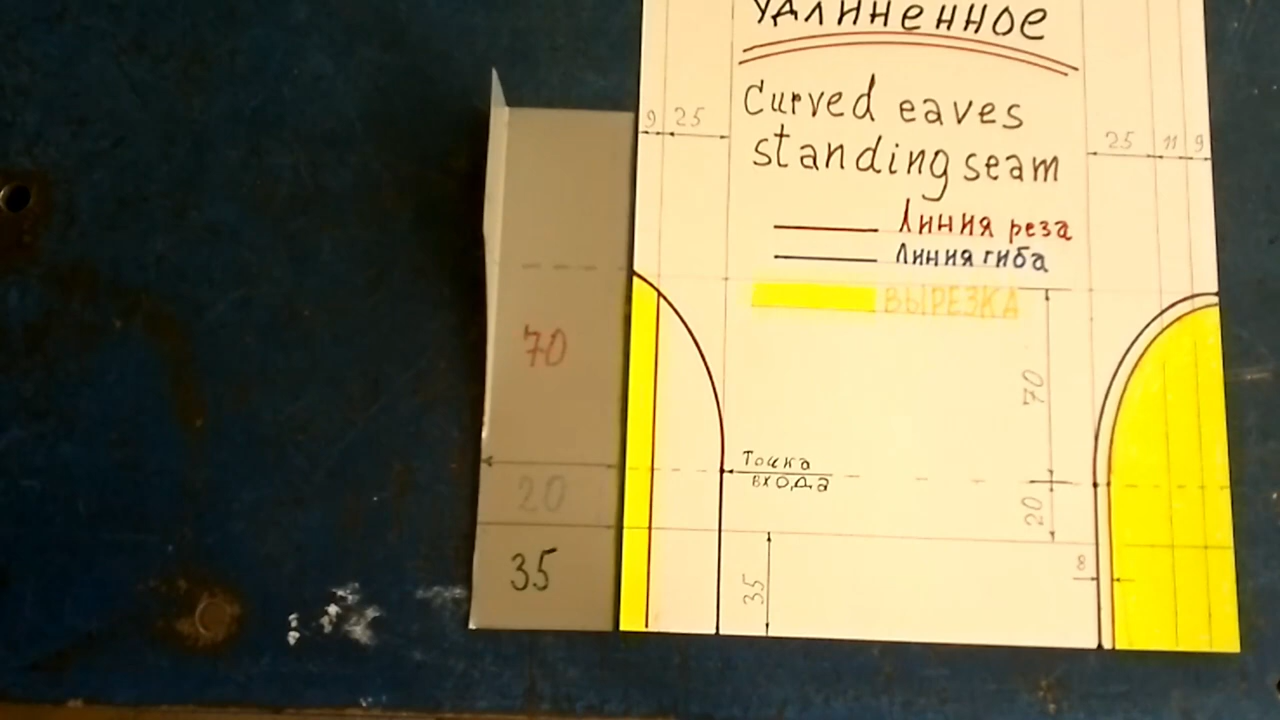 удлиненное
Curved eaves
standing seam
Линия реза
Линия гиба
ВЫРЕЗКА
9 25
25 11 9
70
20
35
Точка
входа
70
20
35
8